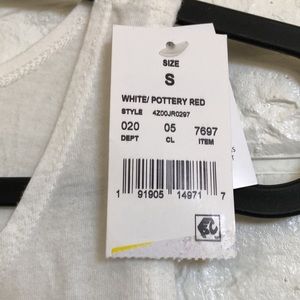 SIZE
S
WHITE/ POTTERY RED
STYLE 4Z00JR0297
020 05 7697
DEPT CL ITEM
1 91905 14971 7